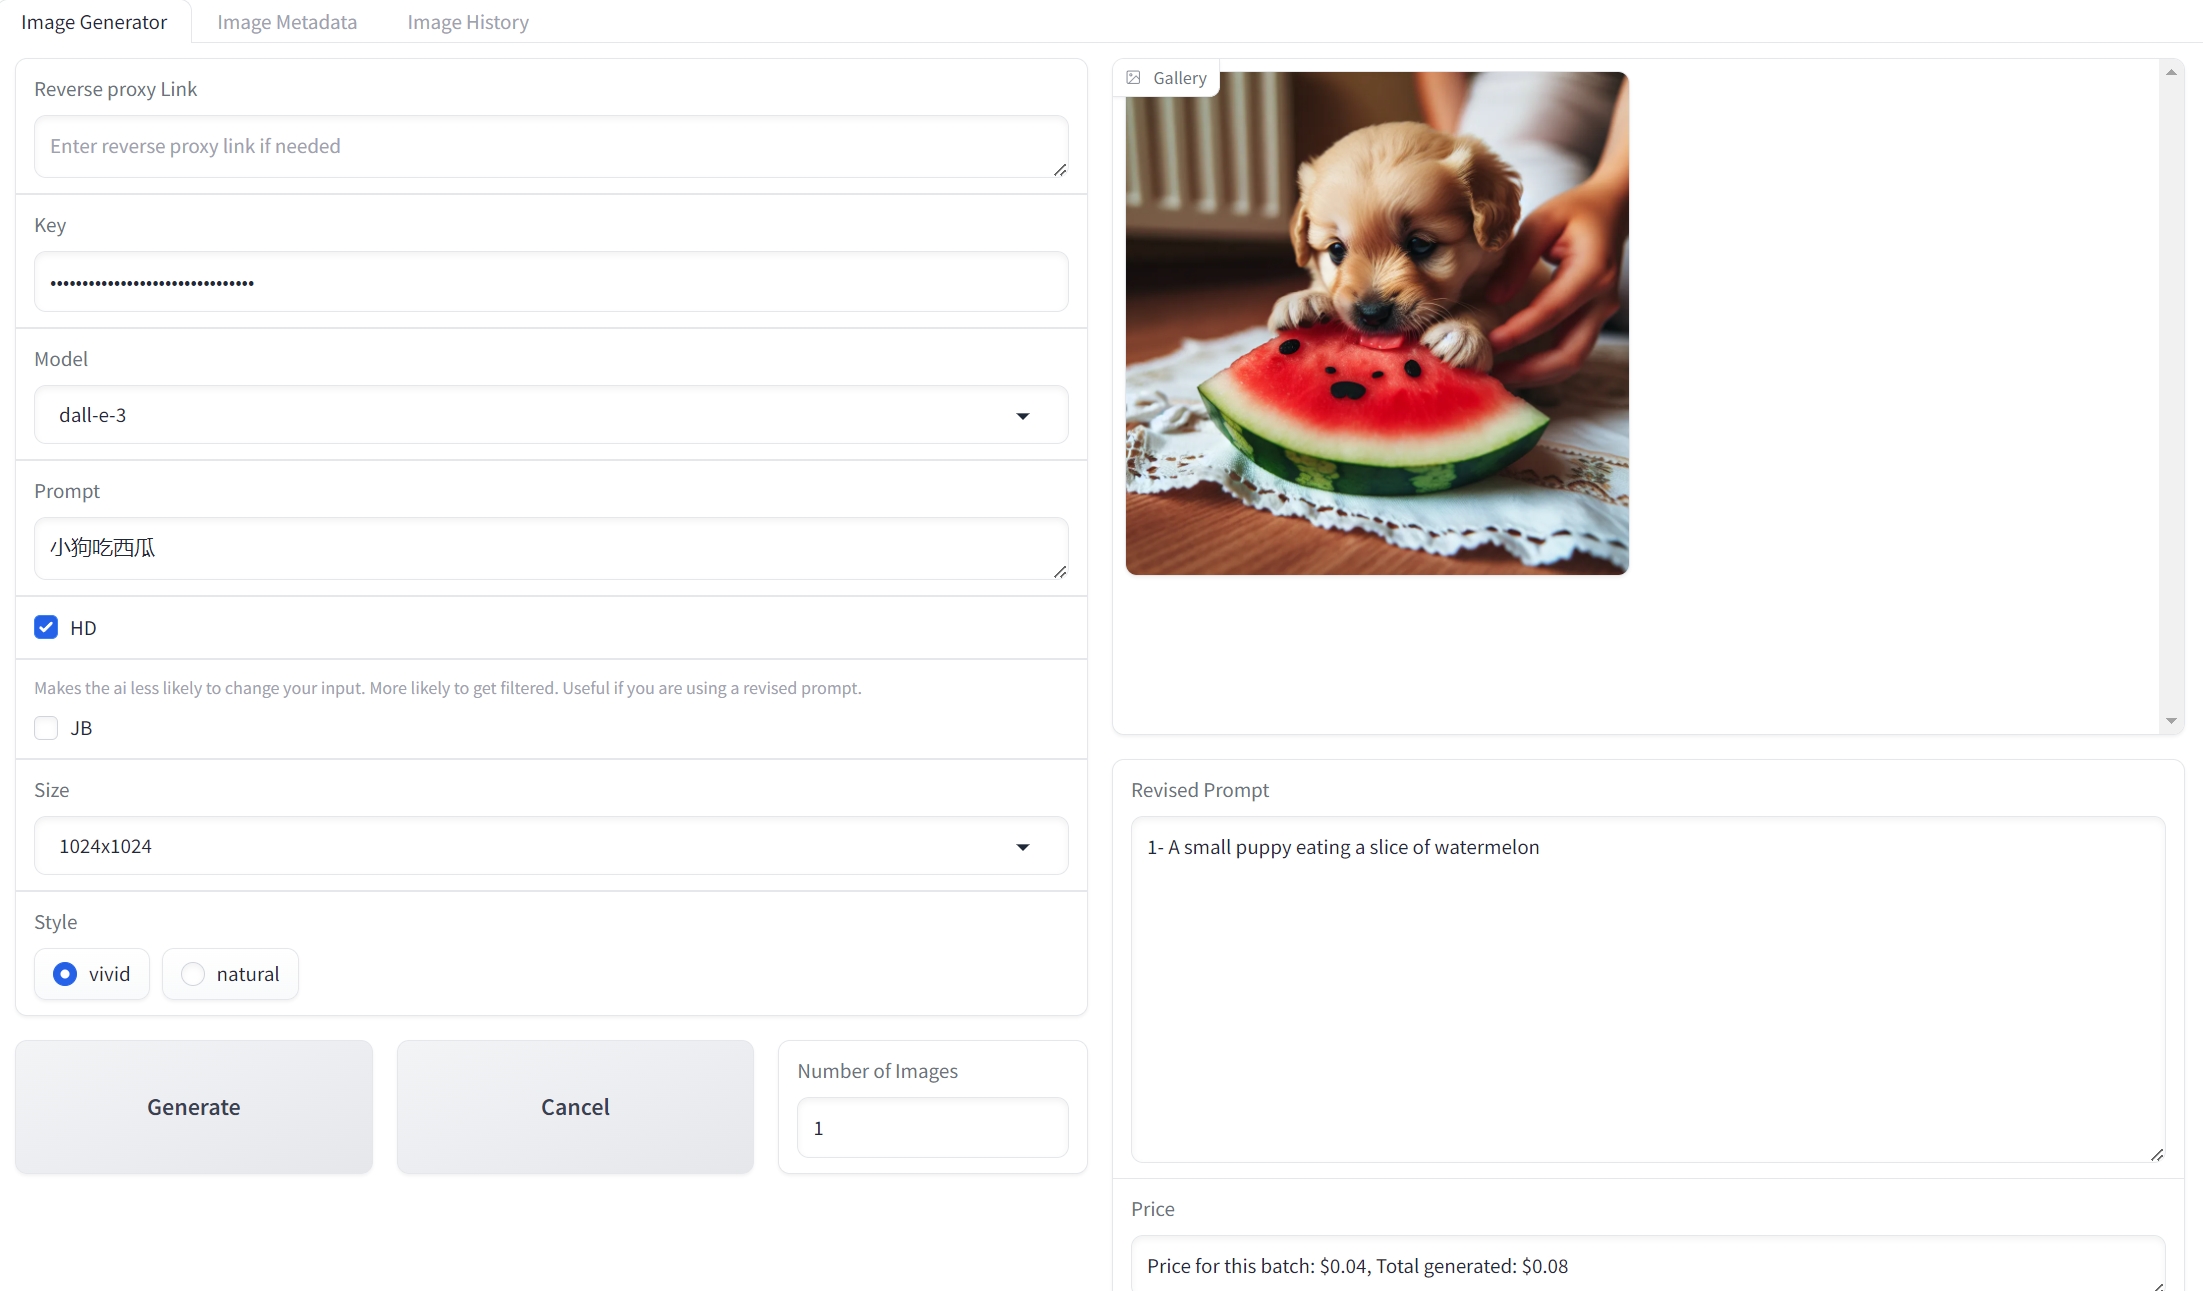 Image Generator
Image Metadata
Image History
Reverse proxy Link
Enter reverse proxy link if needed
Key
••••••••••••••••••••••••••••••••
Model
dall-e-3
Prompt
小狗吃西瓜
HD
Makes the ai less likely to change your input. More likely to get filtered. Useful if you are using a revised prompt.
JB
Size
1024x1024
Style
vivid
natural
Generate
Cancel
Number of Images
1
Gallery
Revised Prompt
1- A small puppy eating a slice of watermelon
Price
Price for this batch: $0.04, Total generated: $0.08